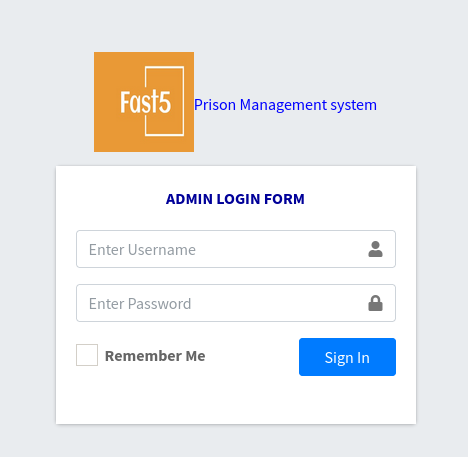 Fast5
Prison Management system
ADMIN LOGIN FORM
Enter Username
Enter Password
Remember Me
Sign In